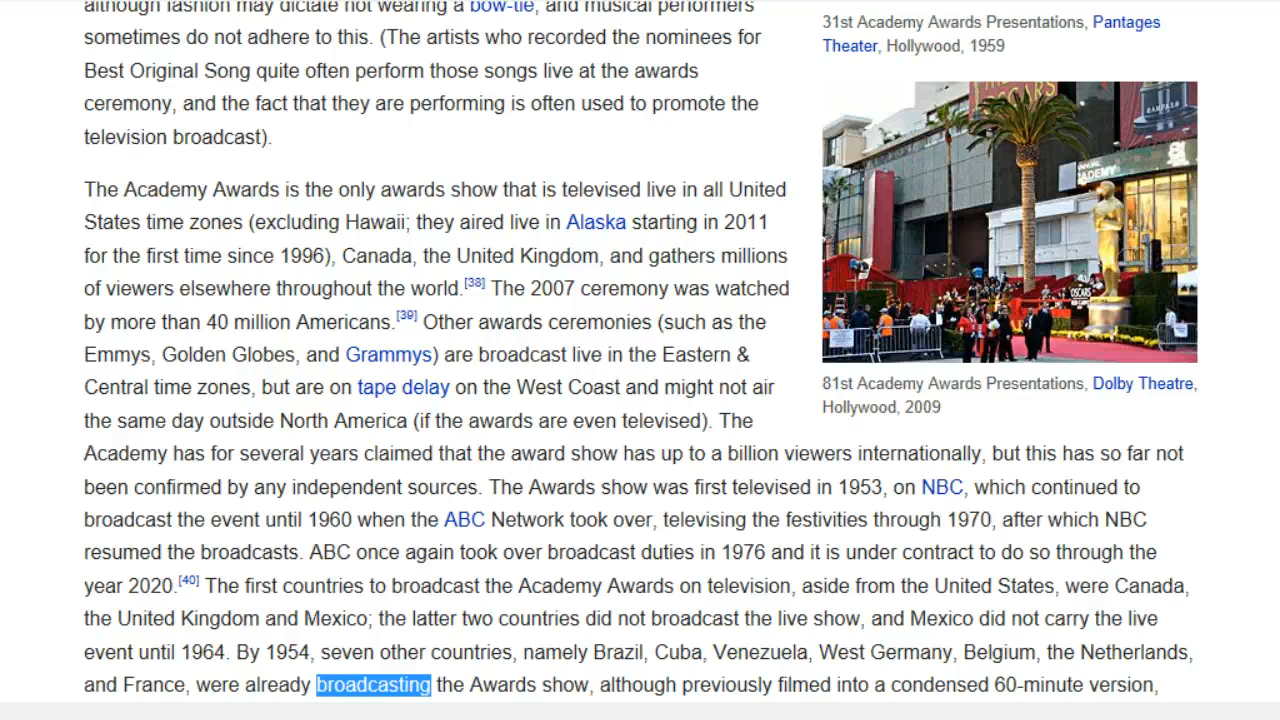 although fashion may dictate not wearing a bow-tie, and musical performers
sometimes do not adhere to this. (The artists who recorded the nominees for
Best Original Song quite often perform those songs live at the awards
ceremony, and the fact that they are performing is often used to promote the
television broadcast).
31st Academy Awards Presentations, Pantages
Theater, Hollywood, 1959
OSCARS
RAMPAGE
ACADEMY
OSCARS
81st Academy Awards Presentations, Dolby Theatre,
Hollywood, 2009
The Academy Awards is the only awards show that is televised live in all United
States time zones (excluding Hawaii; they aired live in Alaska starting in 2011
for the first time since 1996), Canada, the United Kingdom, and gathers millions
of viewers elsewhere throughout the world.[38] The 2007 ceremony was watched
by more than 40 million Americans.[39] Other awards ceremonies (such as the
Emmys, Golden Globes, and Grammys) are broadcast live in the Eastern &
Central time zones, but are on tape delay on the West Coast and might not air
the same day outside North America (if the awards are even televised). The
Academy has for several years claimed that the award show has up to a billion viewers internationally, but this has so far not
been confirmed by any independent sources. The Awards show was first televised in 1953, on NBC, which continued to
broadcast the event until 1960 when the ABC Network took over, televising the festivities through 1970, after which NBC
resumed the broadcasts. ABC once again took over broadcast duties in 1976 and it is under contract to do so through the
year 2020.[40] The first countries to broadcast the Academy Awards on television, aside from the United States, were Canada,
the United Kingdom and Mexico; the latter two countries did not broadcast the live show, and Mexico did not carry the live
event until 1964. By 1954, seven other countries, namely Brazil, Cuba, Venezuela, West Germany, Belgium, the Netherlands,
and France, were already broadcasting the Awards show, although previously filmed into a condensed 60-minute version,